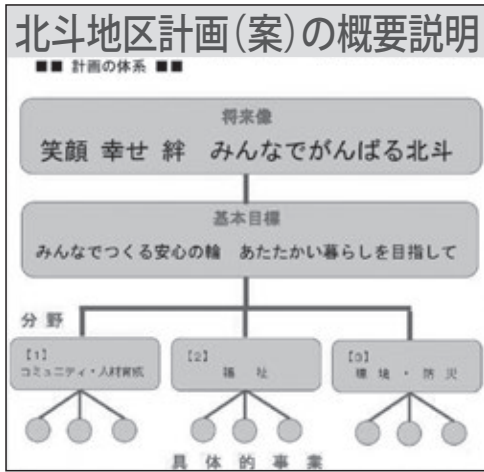 北斗地区計画(案)の概要説明
■■ 計画の体系 ■■
将来像
笑顔 幸せ 絆 みんなでがんばる北斗
基本目標
みんなでつくる安心の輪 あたたかい暮らしを目指して
分野
【1】
コミュニティ・人材育成
【2】
福 祉
【3】
環 境 ・ 防 災
具 体 的 事 業